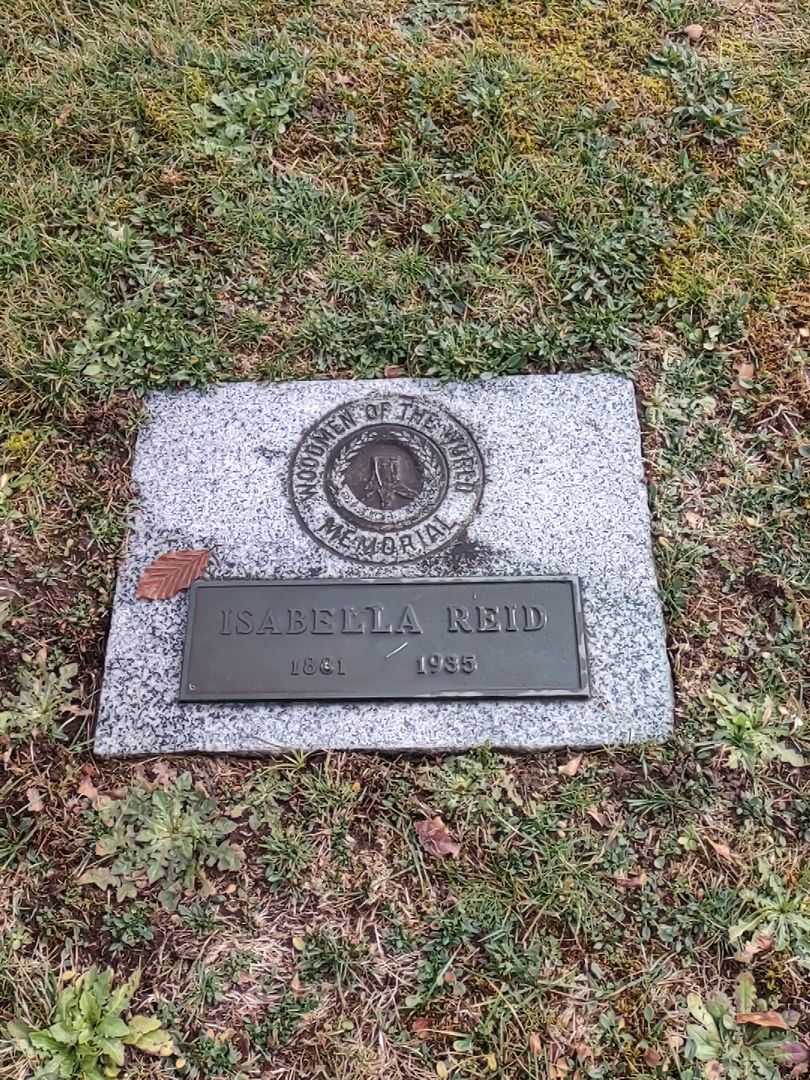 WOODMEN OF THE WORLD
MEMORIAL
ISABELLA REID
1861 1935